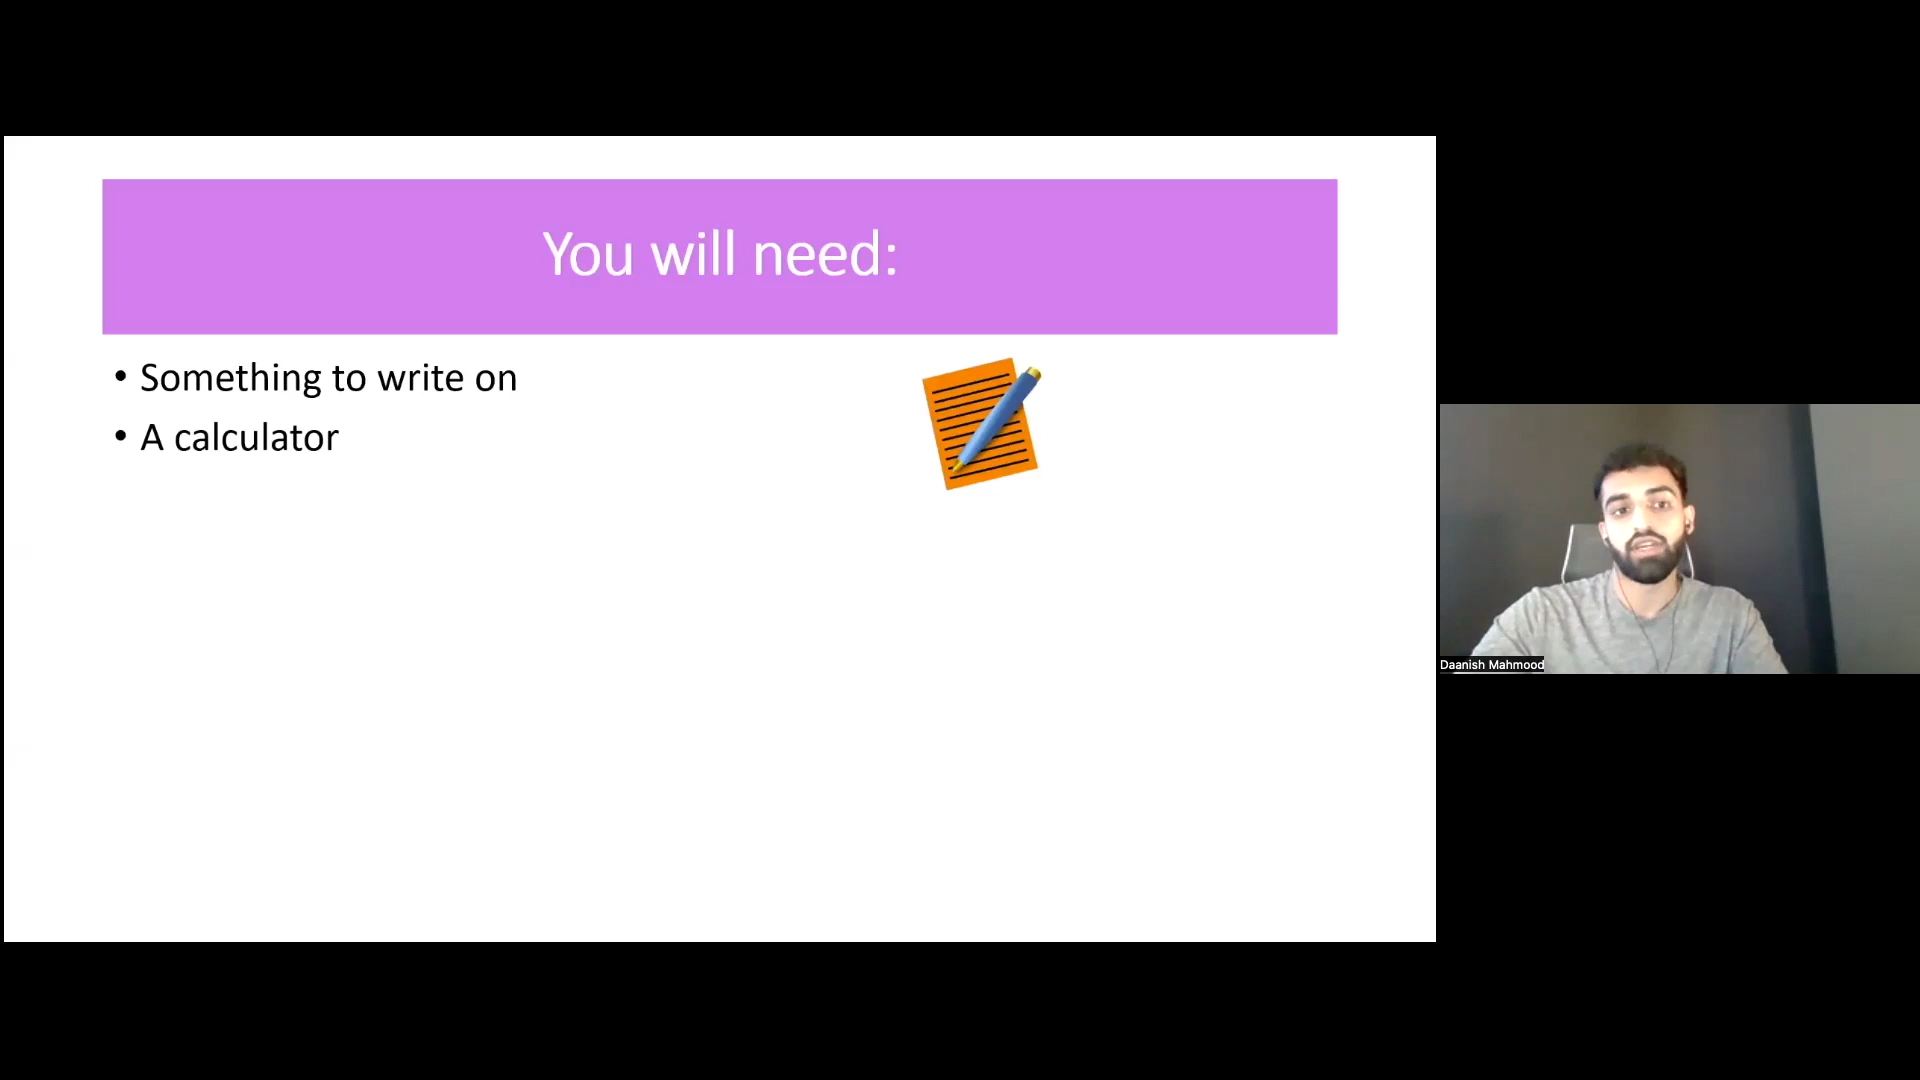 You will need:
• Something to write on
• A calculator
Daanish Mahmood